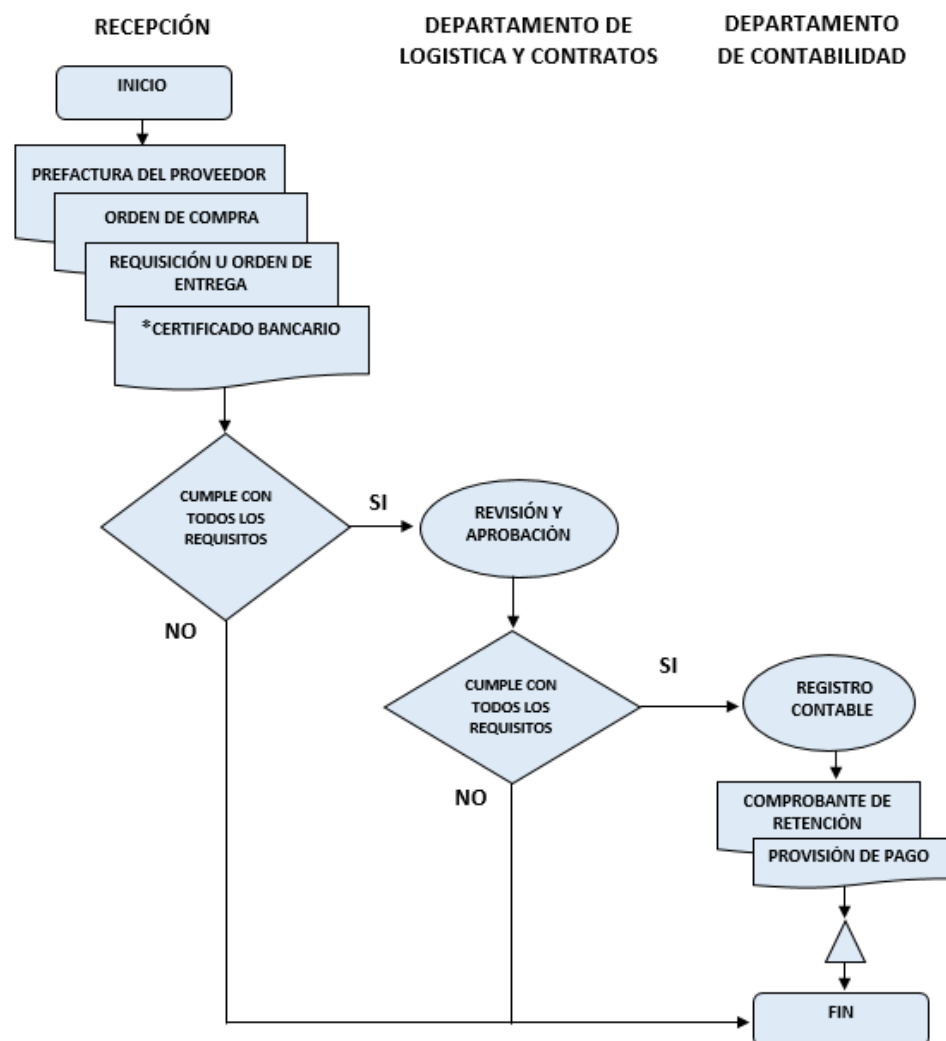 RECEPCIÓN
DEPARTAMENTO DE
LOGISTICA Y CONTRATOS
DEPARTAMENTO
DE CONTABILIDAD
INICIO
PREFACTURA DEL PROVEEDOR
ORDEN DE COMPRA
REQUISICIÓN U ORDEN DE
ENTREGA
*CERTIFICADO BANCARIO
CUMPLE CON
TODOS LOS
REQUISITOS
SI
REVISIÓN Y
APROBACIÓN
NO
CUMPLE CON
TODOS LOS
REQUISITOS
SI
REGISTRO
CONTABLE
NO
COMPROBANTE DE
RETENCIÓN
PROVISIÓN DE PAGO
FIN